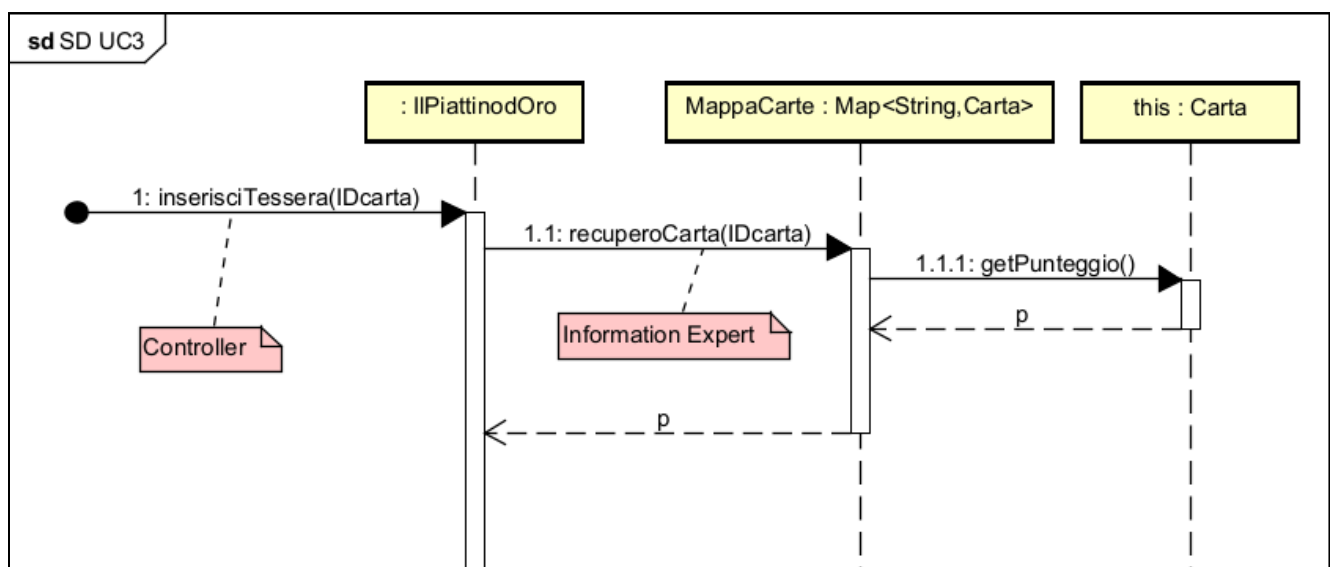 sd SD UC3
: IlPiattinodOro
MappaCarte : Map<String,Carta>
this : Carta
1: inserisciTessera(IDcarta)
1.1: recuperoCarta(IDcarta)
1.1.1: getPunteggio()
p
Controller
Information Expert
p